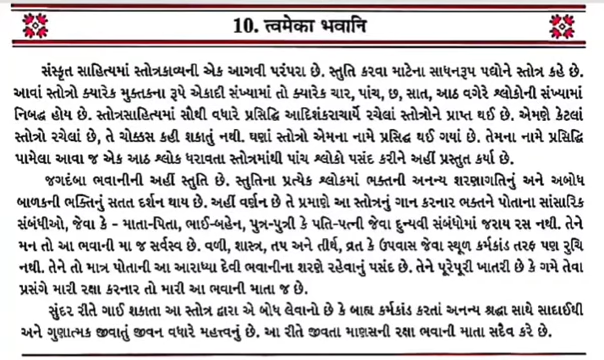 10. त्वमेका भवानि
સંસ્કૃત સાહિત્યમાં સ્તોત્રકાવ્યની એક આગવી પરંપરા છે. સ્તુતિ કરવા માટેના સાધનરૂપ પદ્યોને સ્તોત્ર કહે છે.
આવાં સ્તોત્રો ક્યારેક મુક્તકના રૂપે એકાદી સંખ્યામાં તો ક્યારેક ચાર, પાંચ, છ, સાત, આઠ વગેરે શ્લોકોની સંખ્યામાં
નિબદ્ધ હોય છે. સ્તોત્રસાહિત્યમાં સૌથી વધારે પ્રસિદ્ધિ આદિશંકરાચાર્યે રચેલાં સ્તોત્રોને પ્રાપ્ત થઈ છે. એમણે કેટલાં
સ્તોત્રો રચેલાં છે, તે ચોક્કસ કહી શકાતું નથી. ઘણાં સ્તોત્રો એમના નામે પ્રસિદ્ધ થઈ ગયાં છે. તેમના નામે પ્રસિદ્ધિ
પામેલા આવા જ એક આઠ શ્લોક ધરાવતા સ્તોત્રમાંથી પાંચ શ્લોકો પસંદ કરીને અહીં પ્રસ્તુત કર્યા છે.
જગદંબા ભવાનીની અહીં સ્તુતિ છે. સ્તુતિના પ્રત્યેક શ્લોકમાં ભક્તની અનન્ય શરણાગતિનું અને અબોધ
બાળકની ભક્તિનું સતત દર્શન થાય છે. અહીં વર્ણન છે તે પ્રમાણે આ સ્તોત્રનું ગાન કરનાર ભક્તને પોતાના સાંસારિક
સંબંધીઓ, જેવા કે - માતા-પિતા, ભાઈ-બહેન, પુત્ર-પુત્રી કે પતિ-પત્ની જેવા દુન્યવી સંબંધોમાં જરાય રસ નથી. તેને
મન તો આ ભવાની મા જ સર્વસ્વ છે. વળી, શાસ્ત્ર, તપ અને તીર્થ, વ્રત કે ઉપવાસ જેવા સ્થૂળ કર્મકાંડ તરફ પણ રુચિ
નથી. તેને તો માત્ર પોતાની આ આરાધ્યા દેવી ભવાનીના શરણે રહેવાનું પસંદ છે. તેને પૂરેપૂરી ખાતરી છે કે ગમે તેવા
પ્રસંગે મારી રક્ષા કરનાર તો મારી આ ભવાની માતા જ છે.
સુંદર રીતે ગાઈ શકાતા આ સ્તોત્ર દ્વારા એ બોધ લેવાનો છે કે બાહ્ય કર્મકાંડ કરતાં અનન્ય શ્રદ્ધા સાથે સાદાઈથી
અને ગુણાત્મક જીવાતું જીવન વધારે મહત્ત્વનું છે. આ રીતે જીવતા માણસની રક્ષા ભવાની માતા સદૈવ કરે છે.